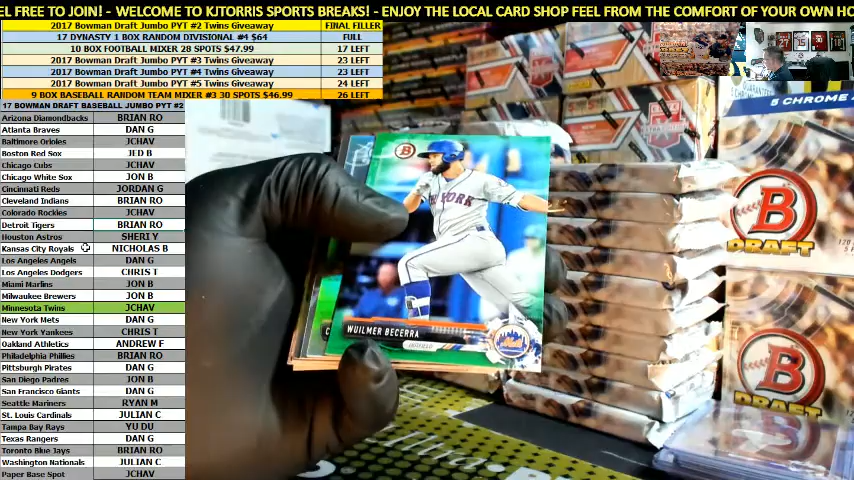 EL FREE TO JOIN! - WELCOME TO KJTORRIS SPORTS BREAKS! - ENJOY THE LOCAL CARD SHOP FEEL FROM THE COMFORT OF YOUR OWN HO
2017 Bowman Draft Jumbo PYT #2 Twins Giveaway FINAL FILLER
17 DYNASTY 1 BOX RANDOM DIVISIONAL #4 $64 FULL
10 BOX FOOTBALL MIXER 28 SPOTS $47.99 17 LEFT
2017 Bowman Draft Jumbo PYT #3 Twins Giveaway 23 LEFT
2017 Bowman Draft Jumbo PYT #4 Twins Giveaway 23 LEFT
2017 Bowman Draft Jumbo PYT #5 Twins Giveaway 24 LEFT
9 BOX BASEBALL RANDOM TEAM MIXER #3 30 SPOTS $46.99 26 LEFT
17 BOWMAN DRAFT BASEBALL JUMBO PYT #2
Arizona Diamondbacks BRIAN RO
Atlanta Braves DAN G
Baltimore Orioles JCHAV
Boston Red Sox JED B
Chicago Cubs JCHAV
Chicago White Sox JON B
Cincinnati Reds JORDAN G
Cleveland Indians BRIAN RO
Colorado Rockies JCHAV
Detroit Tigers BRIAN RO
Houston Astros SHERI Y
Kansas City Royals NICHOLAS B
Los Angeles Angels DAN G
Los Angeles Dodgers CHRIS T
Miami Marlins JON B
Milwaukee Brewers JON B
Minnesota Twins JCHAV
New York Mets DAN G
New York Yankees CHRIS T
Oakland Athletics ANDREW F
Philadelphia Phillies BRIAN RO
Pittsburgh Pirates DAN G
San Diego Padres JON B
San Francisco Giants DAN G
Seattle Mariners RYAN M
St. Louis Cardinals JULIAN C
Tampa Bay Rays YU DU
Texas Rangers DAN G
Toronto Blue Jays BRIAN RO
Washington Nationals JULIAN C
Paper Base Spot JCHAV
B
YORK
WUILMER BECERRA
Mets
5 CHROME
B
DRAFT
B
DRAFT